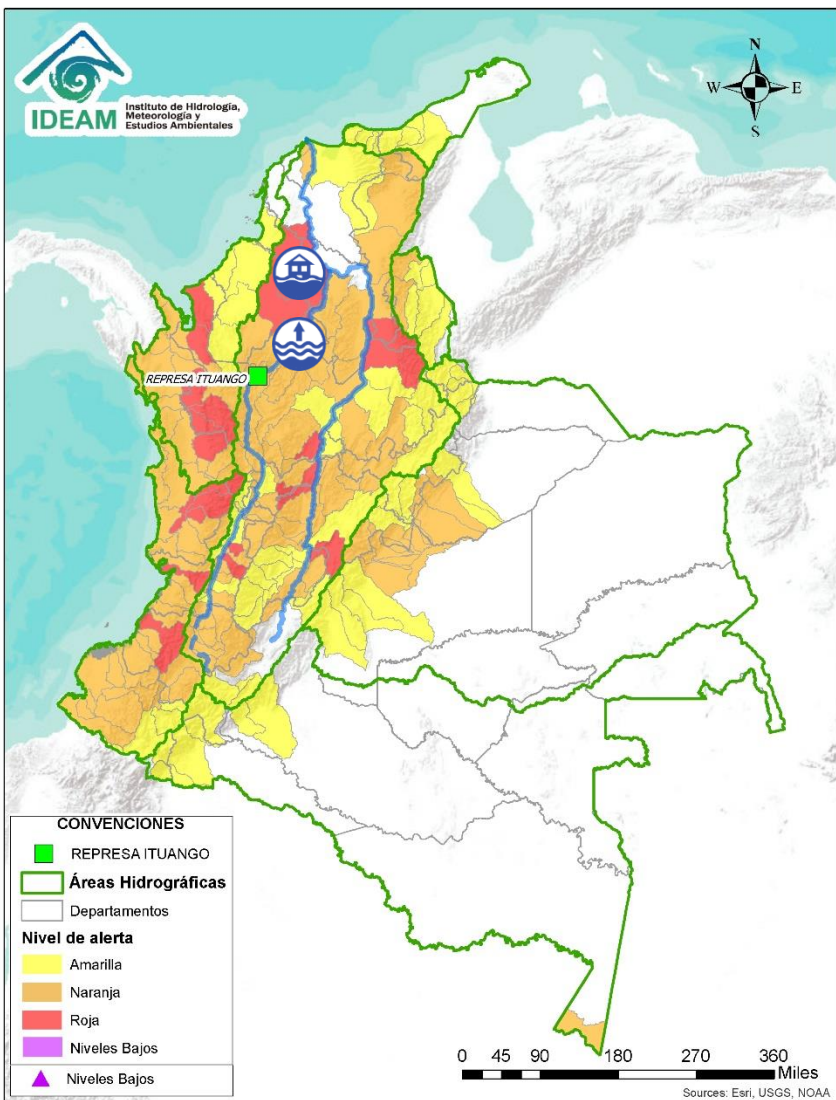 IDEAM
Instituto de Hidrología,
Meteorología y
Estudios Ambientales
N
W E
S
REPRESA ITUANGO
CONVENCIONES
REPRESA ITUANGO
Áreas Hidrográficas
Departamentos
Nivel de alerta
Amarilla
Naranja
Roja
Niveles Bajos
Niveles Bajos
0 45 90 180 270 360
Miles
Sources: Esri, USGS, NOAA